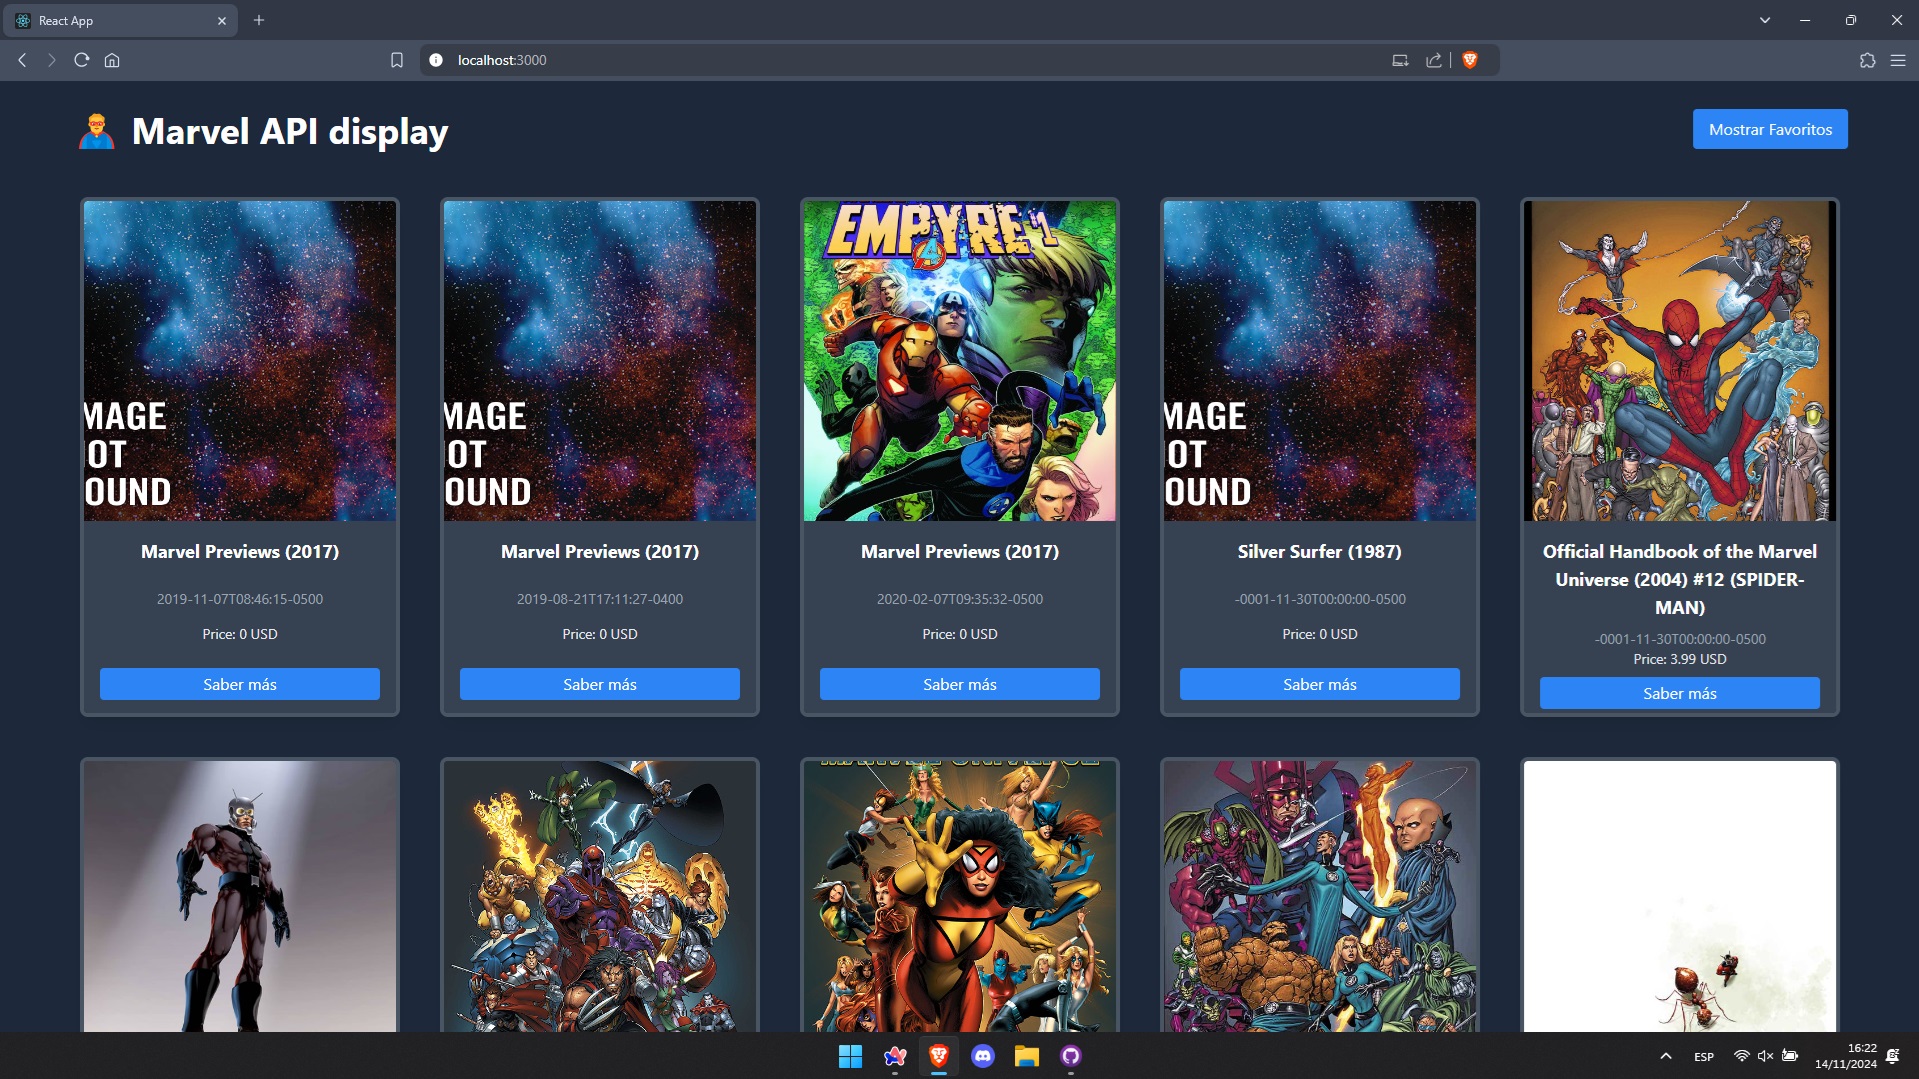 React App
localhost:3000
Marvel API display
Mostrar Favoritos
MAGE
OT
OUND
MAGE
OT
OUND
EMPYRE #1
MAGE
OT
OUND
Marvel Previews (2017)
2019-11-07T08:46:15-0500
Price: 0 USD
Saber más
Marvel Previews (2017)
2019-08-21T17:11:27-0400
Price: 0 USD
Saber más
Marvel Previews (2017)
2020-02-07T09:35:32-0500
Price: 0 USD
Saber más
Silver Surfer (1987)
-0001-11-30T00:00:00-0500
Price: 0 USD
Saber más
Official Handbook of the Marvel
Universe (2004) #12 (SPIDER-
MAN)
-0001-11-30T00:00:00-0500
Price: 3.99 USD
Saber más
ESP
16:22
14/11/2024